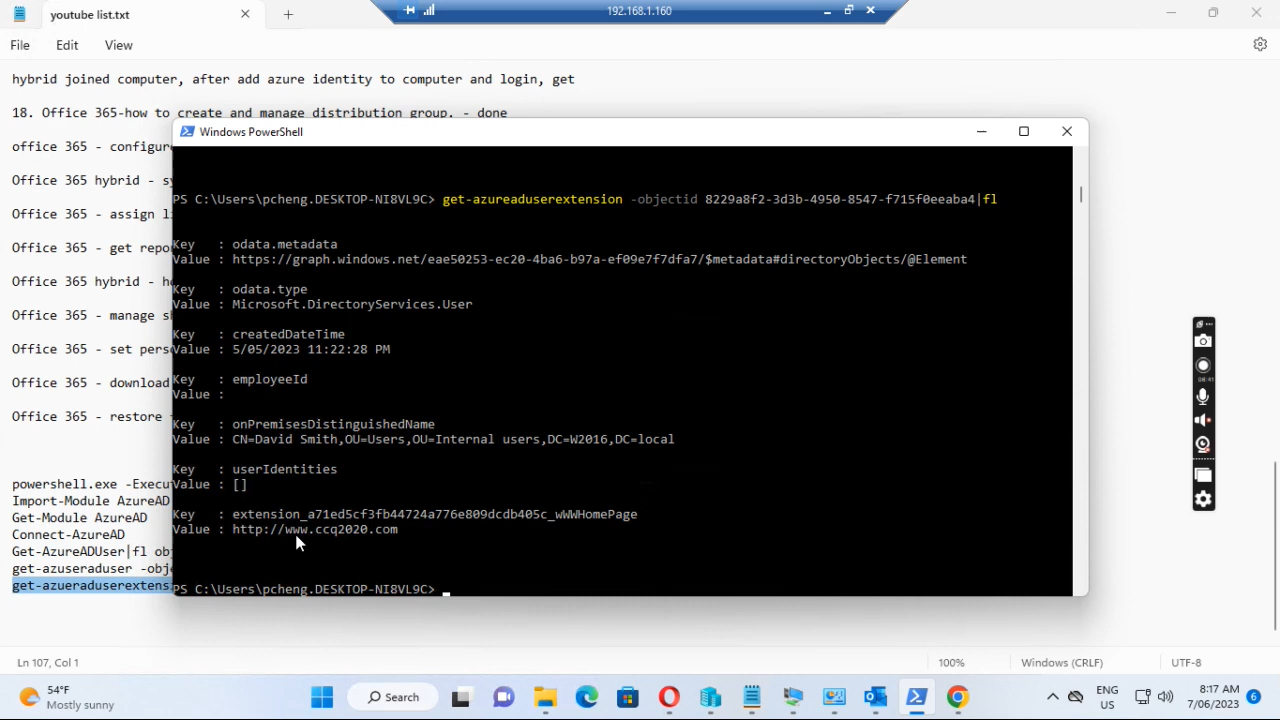 youtube list.txt
192.168.1.160
File Edit View
hybrid joined computer, after add azure identity to computer and login, get
18. Office 365-how to create and manage distribution group. - done
office 365 - configure
Office 365 hybrid - sy
Office 365 - assign li
Office 365 - get repo
Office 365 hybrid - h
Office 365 - manage sh
Office 365 - set pers
Office 365 - download
Office 365 - restore
powershell.exe -Execu
Import-Module AzureAD
Get-Module AzureAD
Connect-AzureAD
Get-AzureADUser|fl obj
get-azuseraduser -obje
get-azueraduserextensi
Windows PowerShell
PS C:\Users\pcheng.DESKTOP-NI8VL9C> get-azureaduserextension -objectid 8229a8f2-3d3b-4950-8547-f715f0eeaba4|fl
Key : odata.metadata
Value : https://graph.windows.net/eae50253-ec20-4ba6-b97a-ef09e7f7dfa7/$metadata#directoryObjects/@Element
Key : odata.type
Value : Microsoft.DirectoryServices.User
Key : createdDateTime
Value : 5/05/2023 11:22:28 PM
Key : employeeId
Value :
Key : onPremisesDistinguishedName
Value : CN=David Smith,OU=Users,OU=Internal users,DC=W2016,DC=local
Key : userIdentities
Value : []
Key : extension_a71ed5cf3fb44724a776e809dcdb405c_wWWHomePage
Value : http://www.ccq2020.com
PS C:\Users\pcheng.DESKTOP-NI8VL9C>
08:41
Ln 107, Col 1 100% Windows (CRLF) UTF-8
54°F
Mostly sunny
Search
ENG
US
8:17 AM
7/06/2023
6